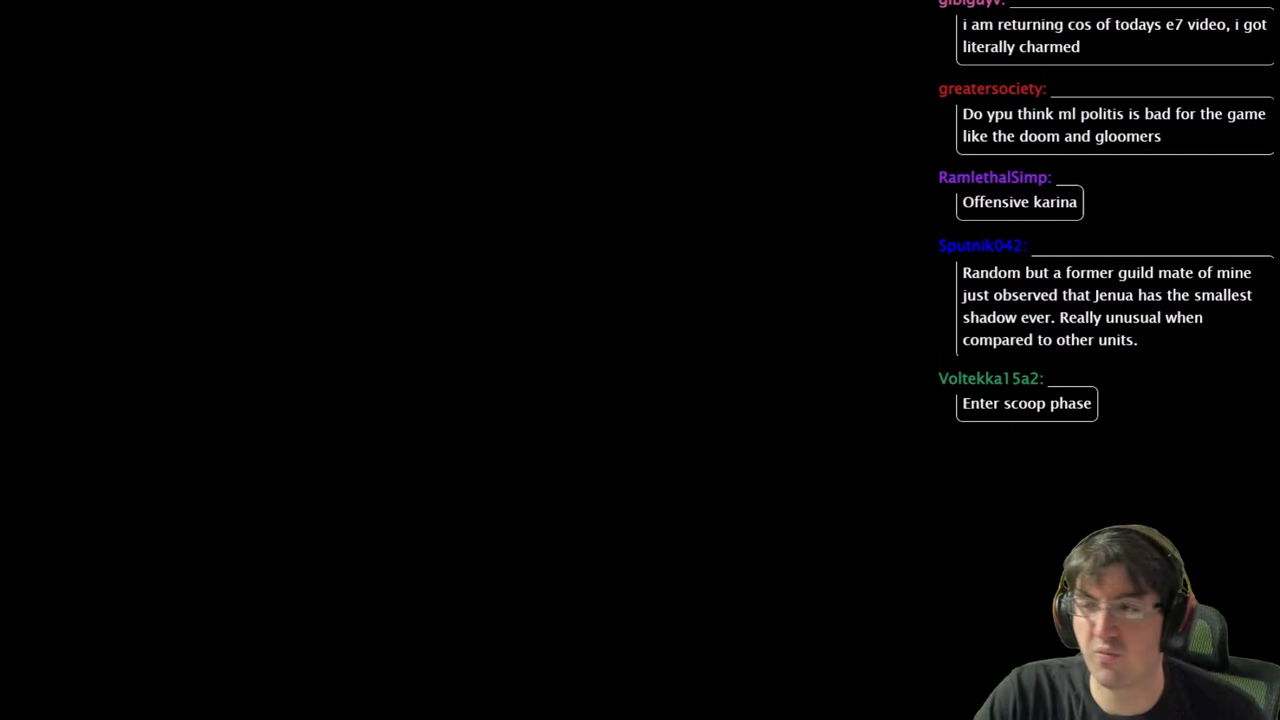 gibiguyv:
i am returning cos of todays e7 video, i got
literally charmed
greatersociety:
Do ypu think ml politis is bad for the game
like the doom and gloomers
RamlethalSimp:
Offensive karina
Sputnik042:
Random but a former guild mate of mine
just observed that Jenua has the smallest
shadow ever. Really unusual when
compared to other units.
Voltekka15a2:
Enter scoop phase